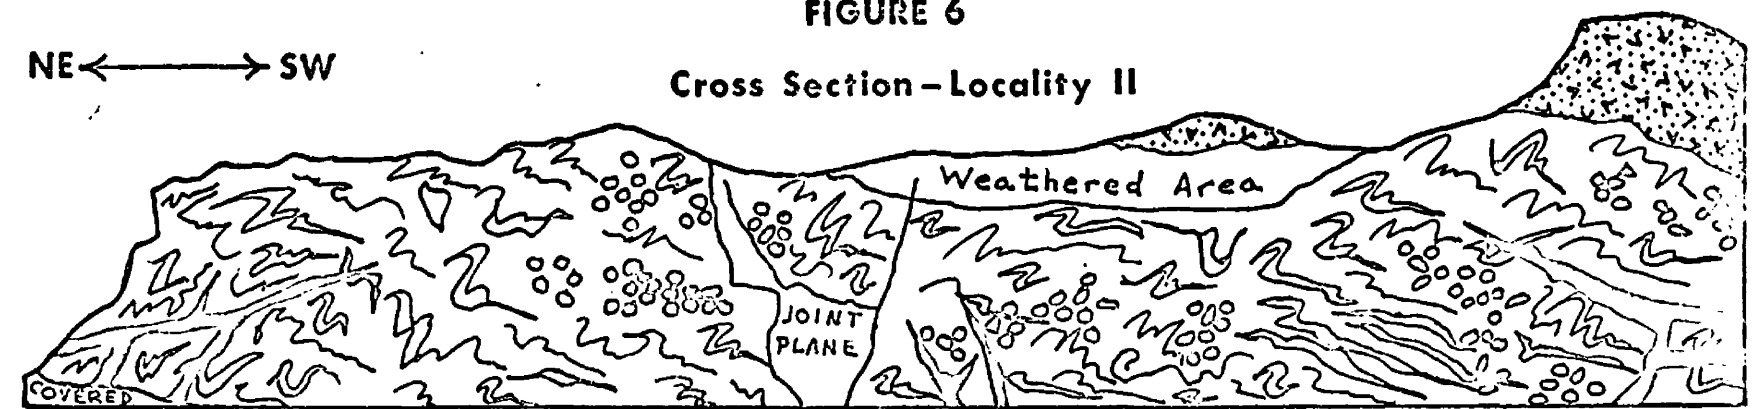 FIGURE 6
NE SW
Cross Section – Locality II
Weathered Area
JOINT
PLANE
COVERED